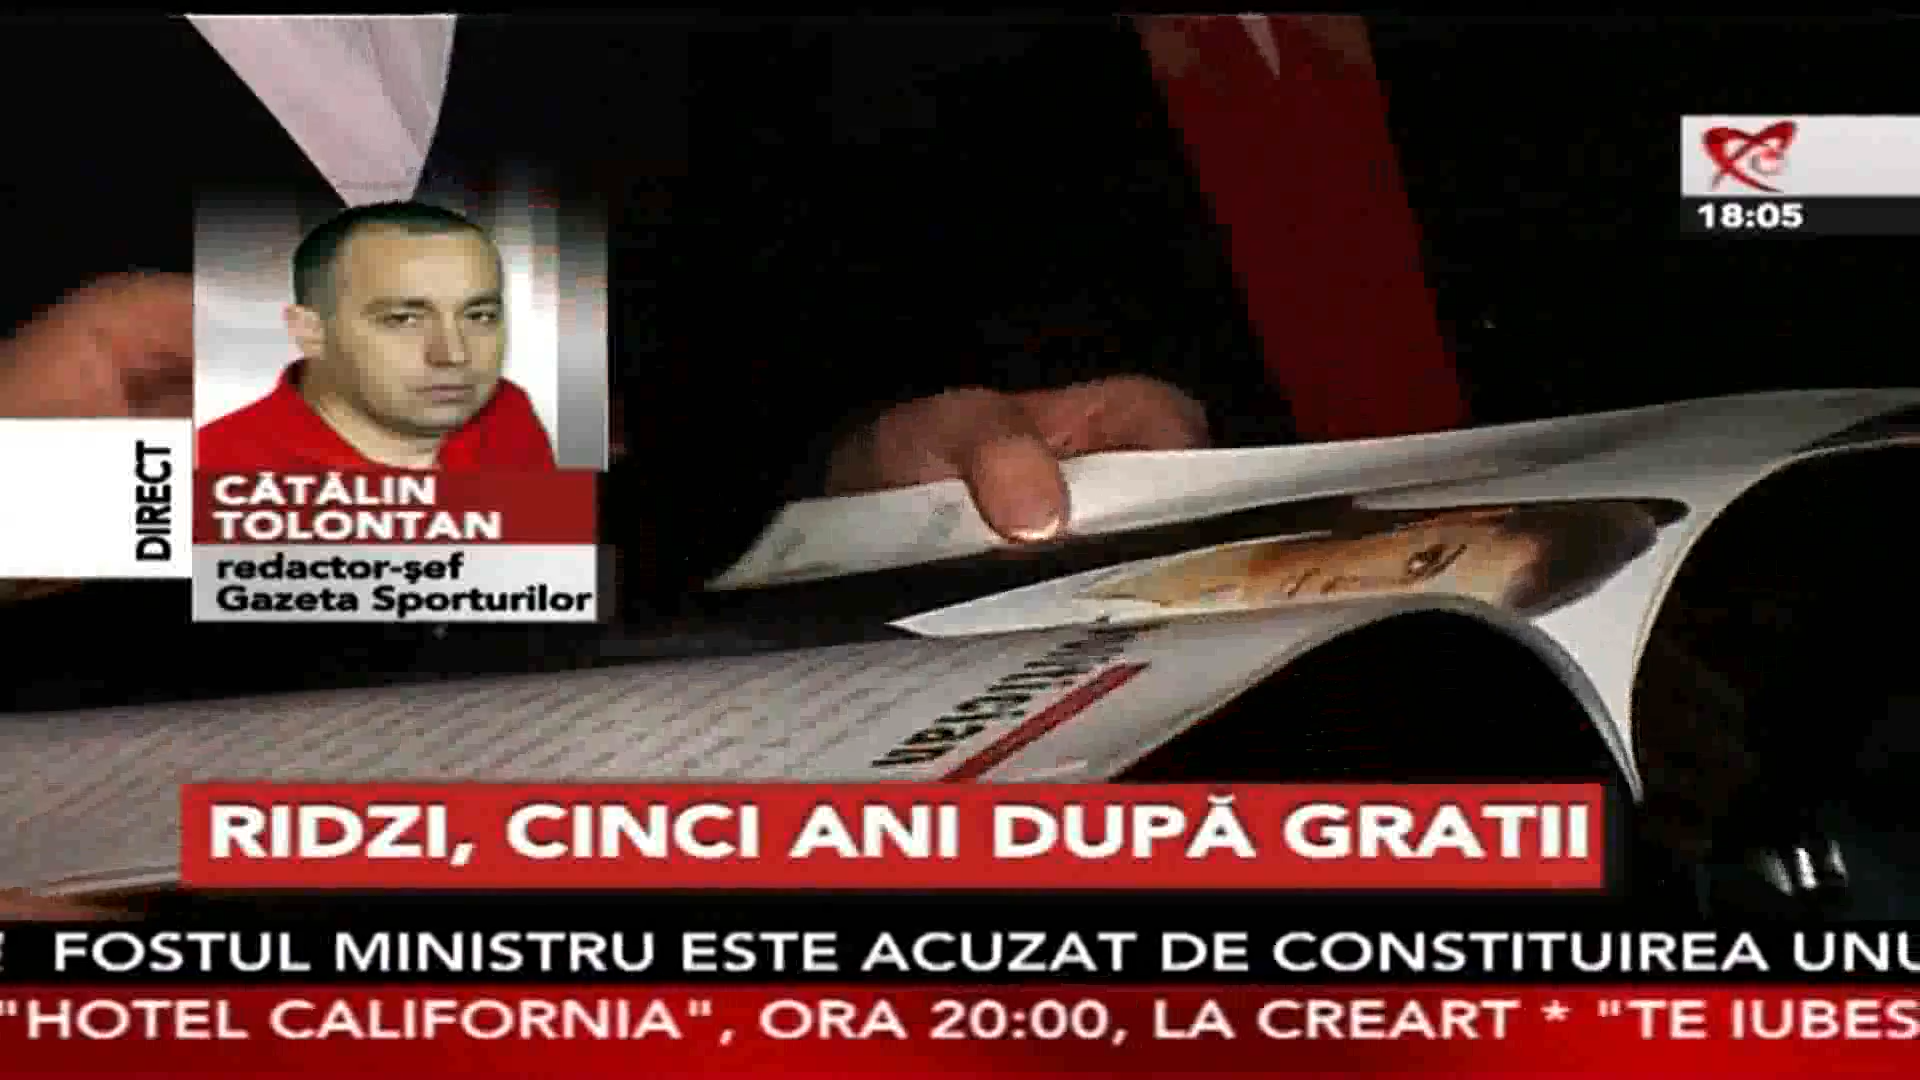 18:05
DIRECT
CĂTĂLIN
TOLONTAN
redactor-șef
Gazeta Sporturilor
RIDZI, CINCI ANI DUPĂ GRATII
FOSTUL MINISTRU ESTE ACUZAT DE CONSTITUIREA UNU
"HOTEL CALIFORNIA", ORA 20:00, LA CREART * "TE IUBES